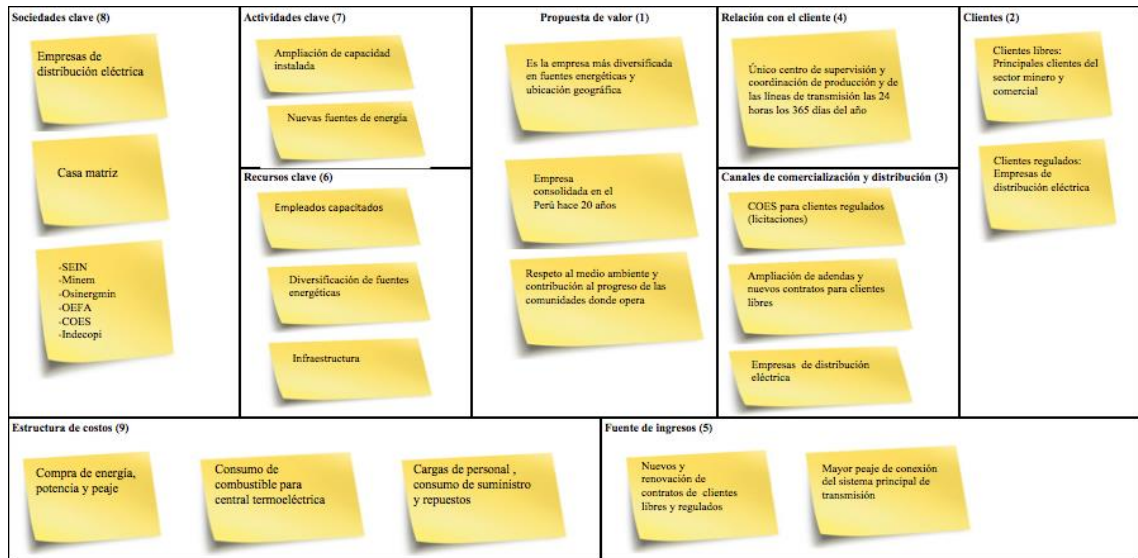 Sociedades clave (8)
Empresas de
distribución eléctrica
Casa matriz
-SEIN
-Minem
-Osinergmin
-OEFA
-COES
-Indecopi
Actividades clave (7)
Ampliación de capacidad
instalada
Nuevas fuentes de energía
Recursos clave (6)
Empleados capacitados
Diversificación de fuentes
energéticas
Infraestructura
Propuesta de valor (1)
Es la empresa más diversificada
en fuentes energéticas y
ubicación geográfica
Empresa
consolidada en el
Perú hace 20 años
Respeto al medio ambiente y
contribución al progreso de las
comunidades donde opera
Relación con el cliente (4)
Único centro de supervisión y
coordinación de producción y de
las líneas de transmisión las 24
horas los 365 días del año
Canales de comercialización y distribución (3)
COES para clientes regulados
(licitaciones)
Ampliación de adendas y
nuevos contratos para clientes
libres
Empresas de distribución
eléctrica
Clientes (2)
Clientes libres:
Principales clientes del
sector minero y
comercial
Clientes regulados:
Empresas de
distribución eléctrica
Estructura de costos (9)
Compra de energía,
potencia y peaje
Consumo de
combustible para
central termoeléctrica
Cargas de personal ,
consumo de suministro
y repuestos
Fuente de ingresos (5)
Nuevos y
renovación de
contratos de clientes
libres y regulados
Mayor peaje de conexión
del sistema principal de
transmisión